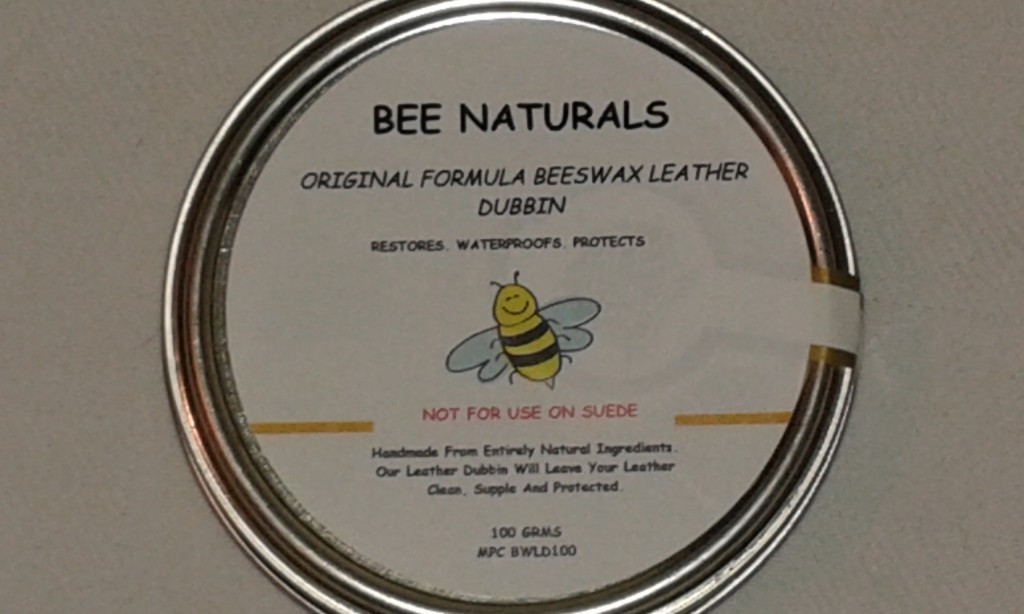 BEE NATURALS
ORIGINAL FORMULA BEESWAX LEATHER
DUBBIN
RESTORES. WATERPROOFS. PROTECTS
NOT FOR USE ON SUEDE
Handmade From Entirely Natural Ingredients.
Our Leather Dubbin Will Leave Your Leather
Clean, Supple And Protected.
100 GRMS
MPC BWLD100